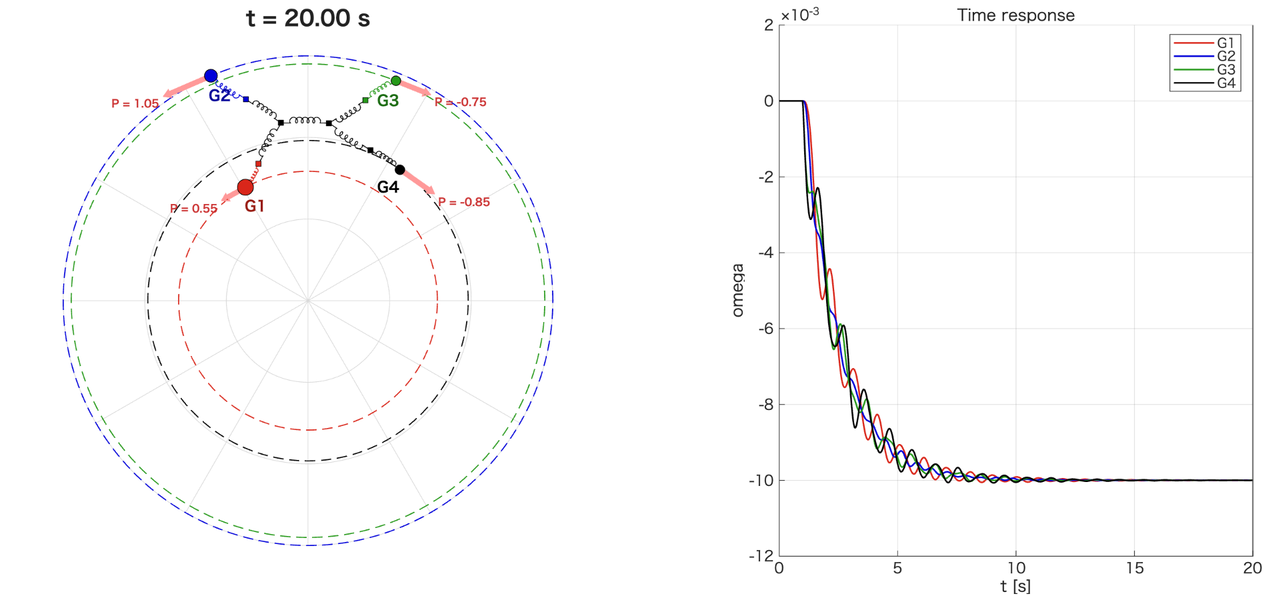 t = 20.00 s
G2
P = 1.05
G3
P = -0.75
G4
P = -0.85
G1
P = 0.55
Time response
×10-3
G1
G2
G3
G4
2
0
-2
-4
-6
-8
-10
-12
omega
0 5 10 15 20
t [s]